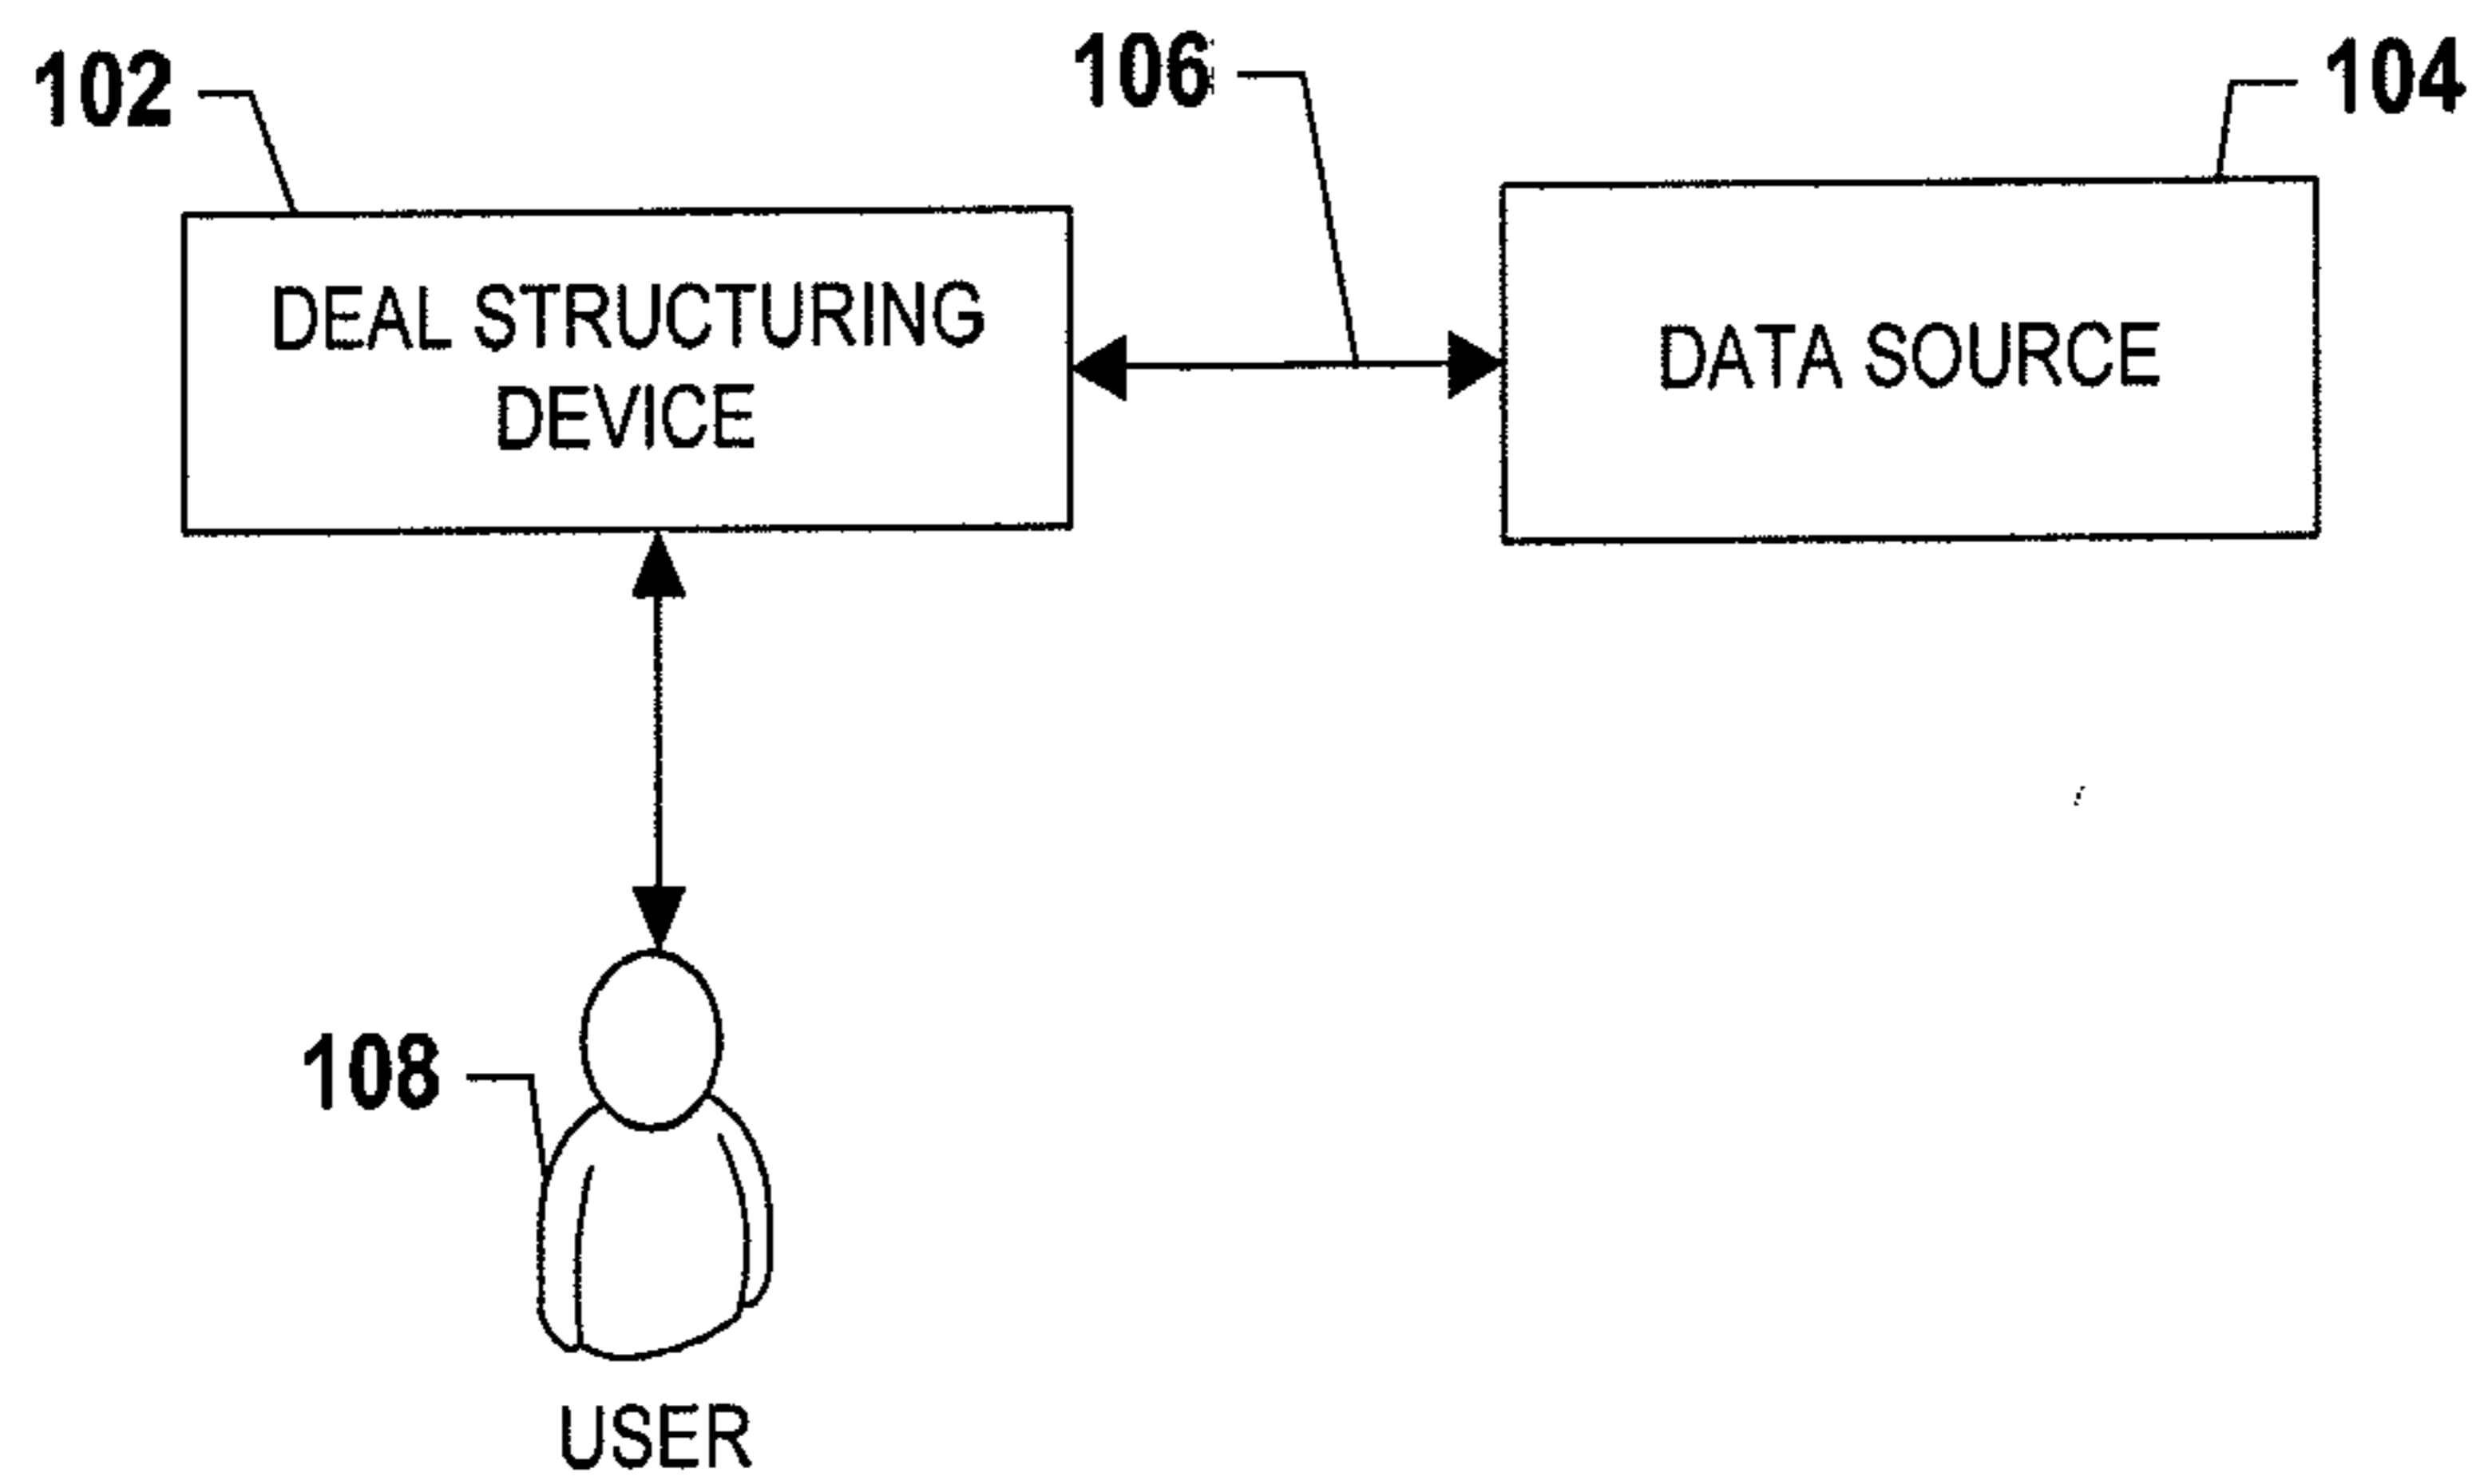 102
106
104
DEAL STRUCTURING
DEVICE
DATA SOURCE
108
USER